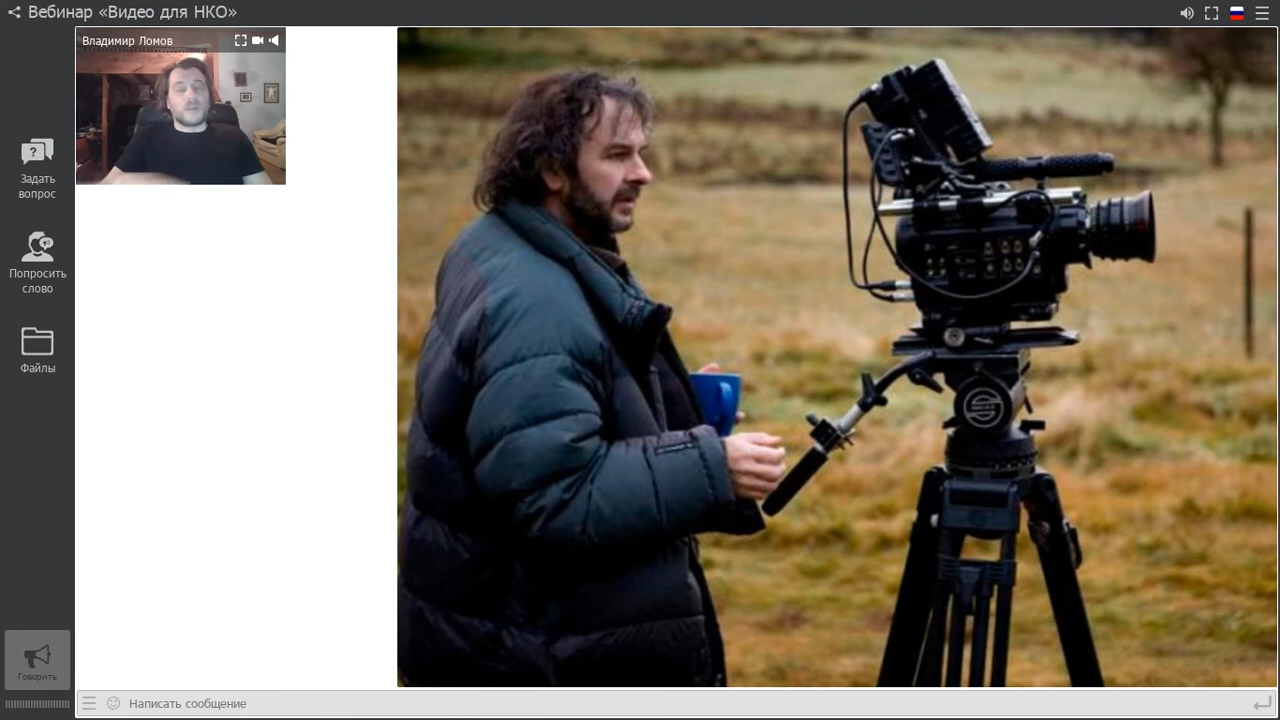 Вебинар «Видео для НКО»
Владимир Ломов
Задать
вопрос
Попросить
слово
Файлы
Говорить
Написать сообщение